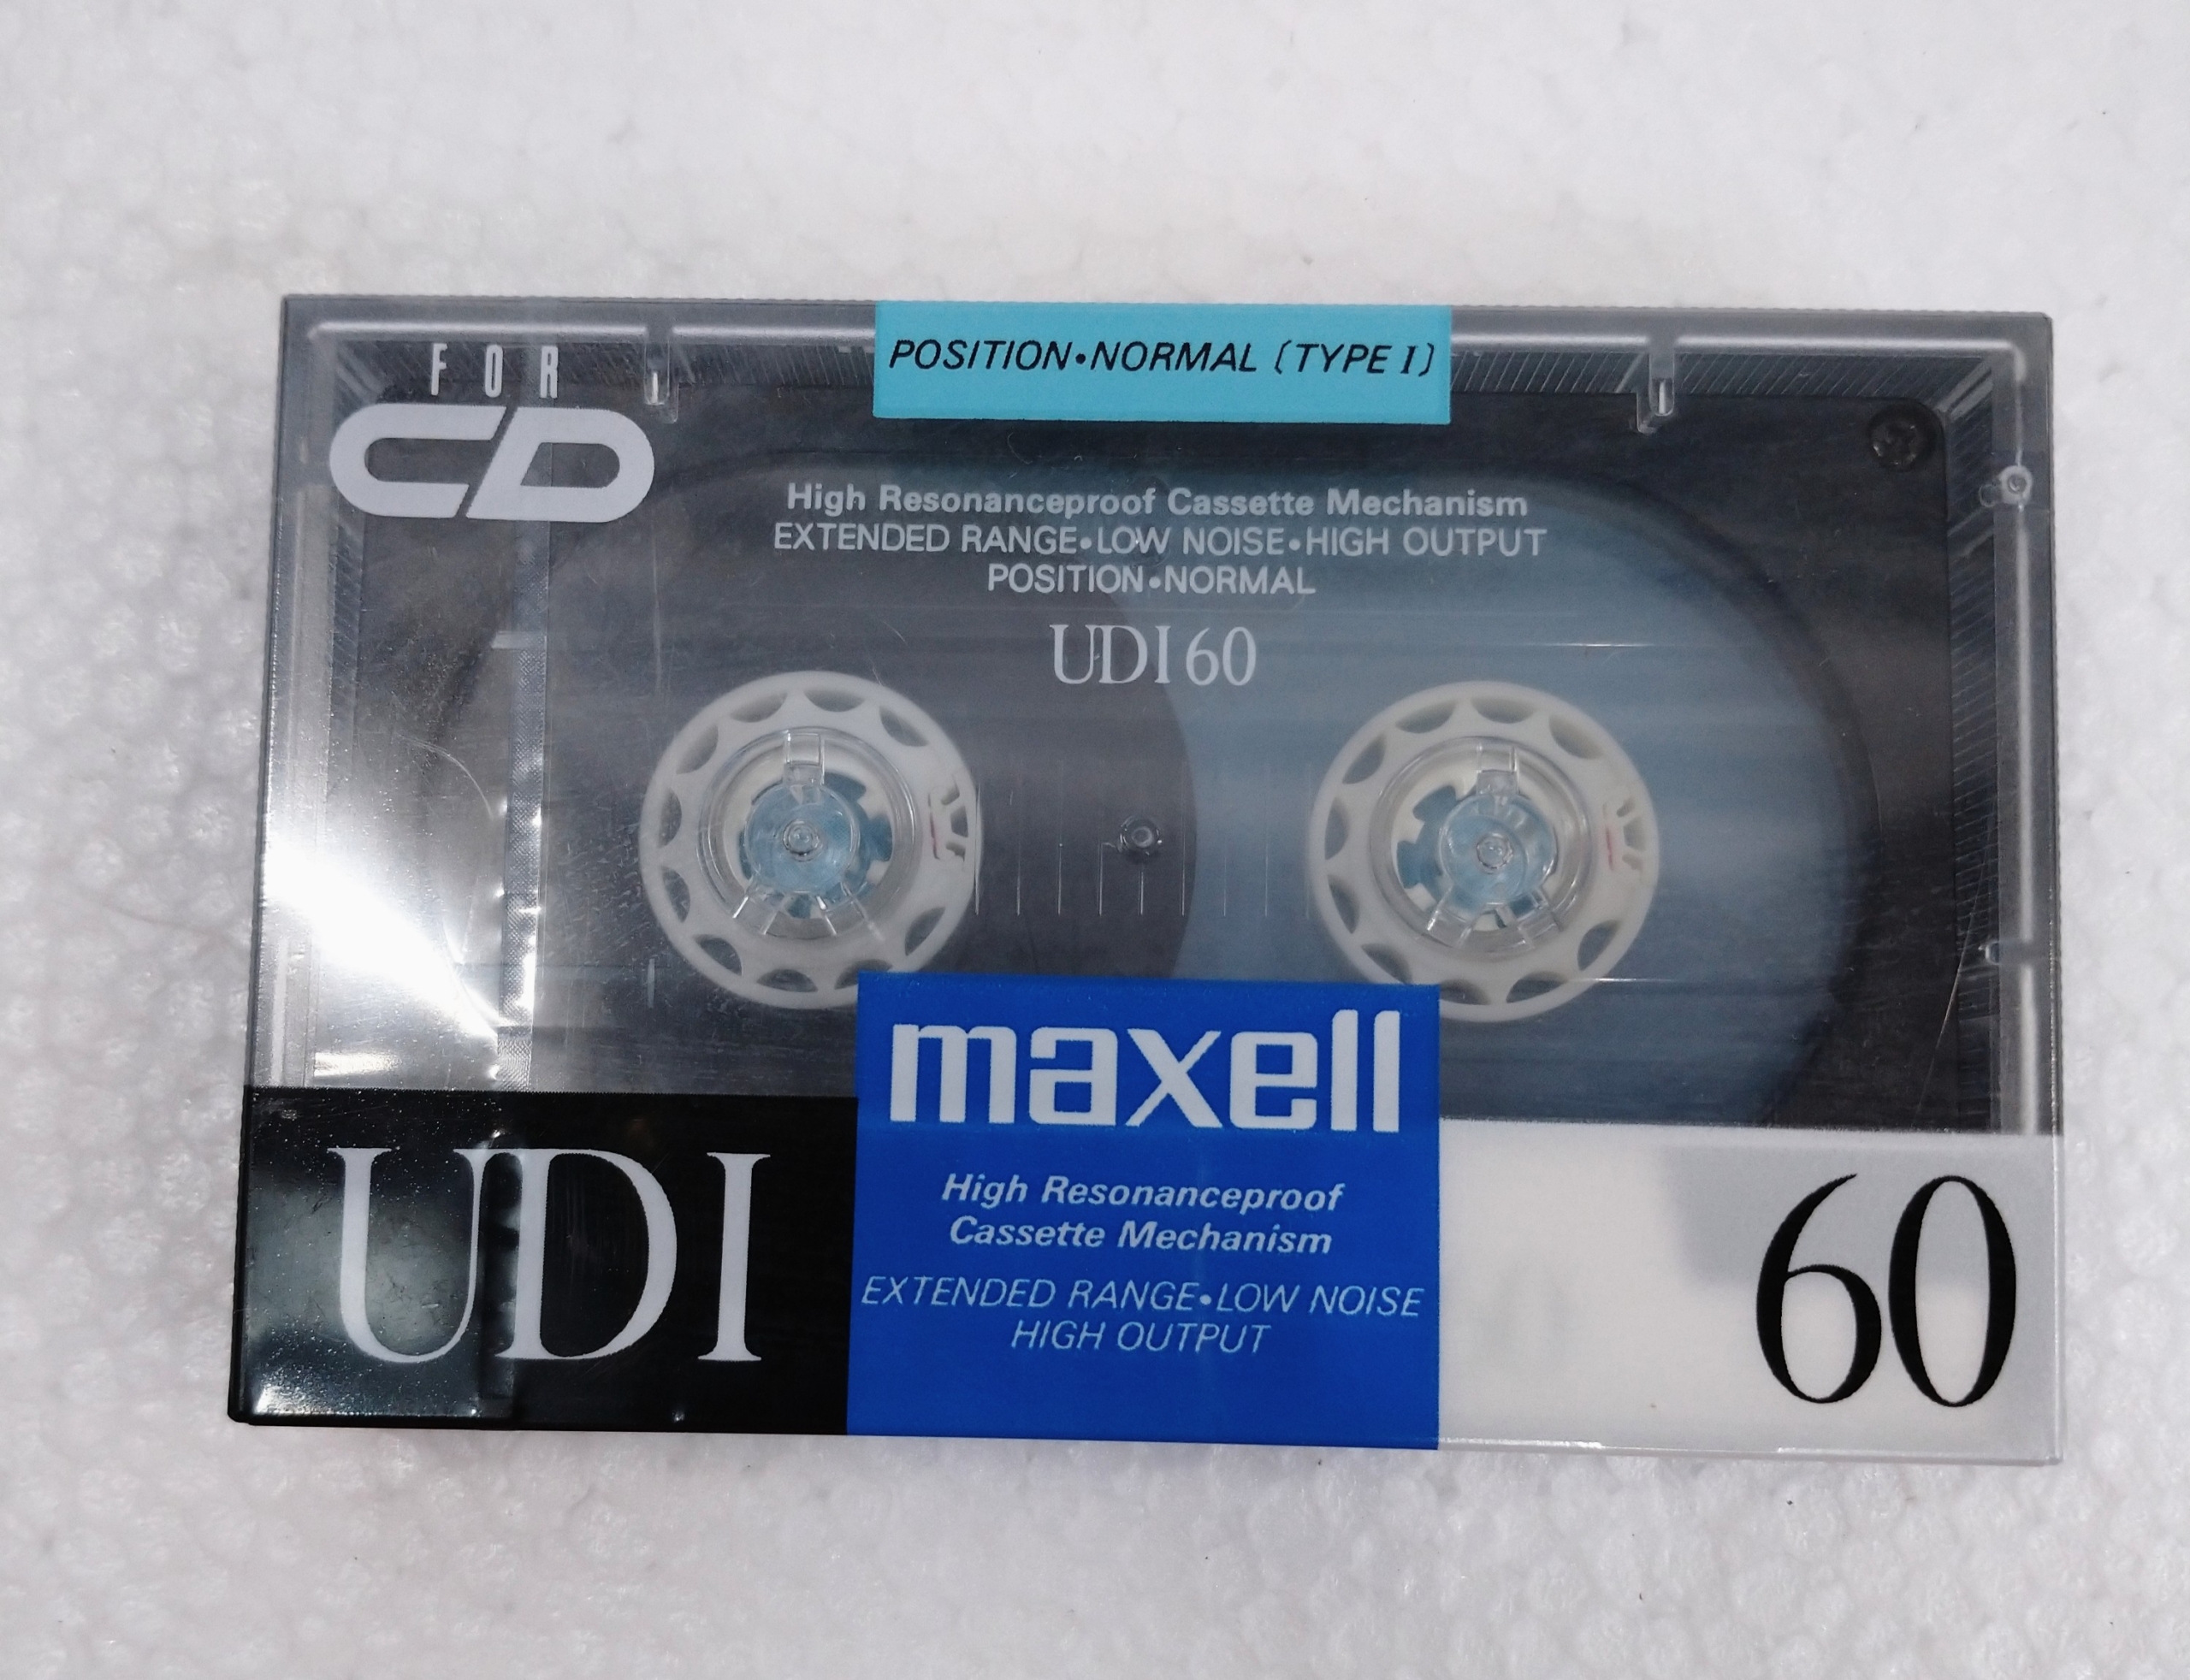 POSITION•NORMAL (TYPE I)
FOR
CD
High Resonanceproof Cassette Mechanism
EXTENDED RANGE•LOW NOISE•HIGH OUTPUT
POSITION•NORMAL
UDI 60
maxell
High Resonanceproof
Cassette Mechanism
EXTENDED RANGE•LOW NOISE
HIGH OUTPUT
UDI
60